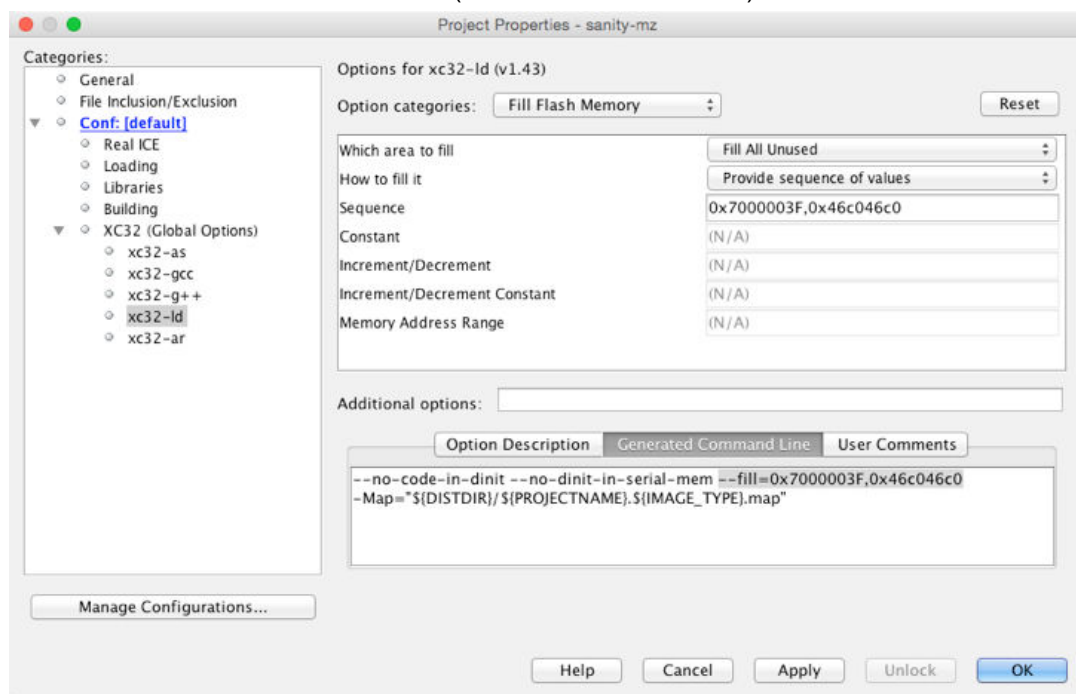 Project Properties - sanity-mz
Categories:
General
File Inclusion/Exclusion
Conf: [default]
Real ICE
Loading
Libraries
Building
XC32 (Global Options)
xc32-as
xc32-gcc
xc32-g++
xc32-ld
xc32-ar
Manage Configurations...
Options for xc32-ld (v1.43)
Option categories: Fill Flash Memory Reset
Which area to fill Fill All Unused
How to fill it Provide sequence of values
Sequence 0x7000003F,0x46c046c0
Constant (N/A)
Increment/Decrement (N/A)
Increment/Decrement Constant (N/A)
Memory Address Range (N/A)
Additional options:
Option Description Generated Command Line User Comments
--no-code-in-dinit --no-dinit-in-serial-mem --fill=0x7000003F,0x46c046c0
-Map="${DISTDIR}/${PROJECTNAME}.${IMAGE_TYPE}.map"
Help Cancel Apply Unlock OK